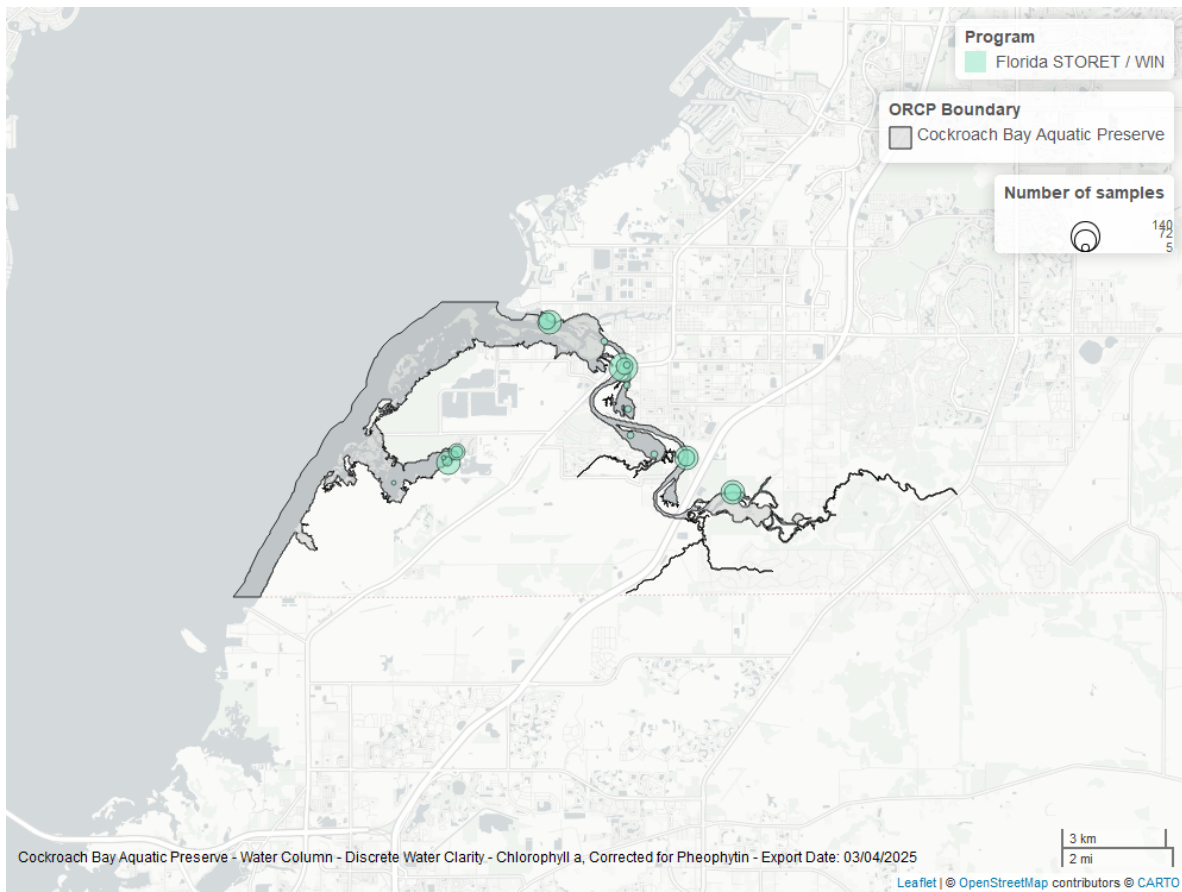 Program
Florida STORET / WIN
ORCP Boundary
Cockroach Bay Aquatic Preserve
Number of samples
140
72
5
3 km
2 mi
Cockroach Bay Aquatic Preserve - Water Column - Discrete Water Clarity - Chlorophyll a, Corrected for Pheophytin - Export Date: 03/04/2025
Leaflet | © OpenStreetMap contributors © CARTO